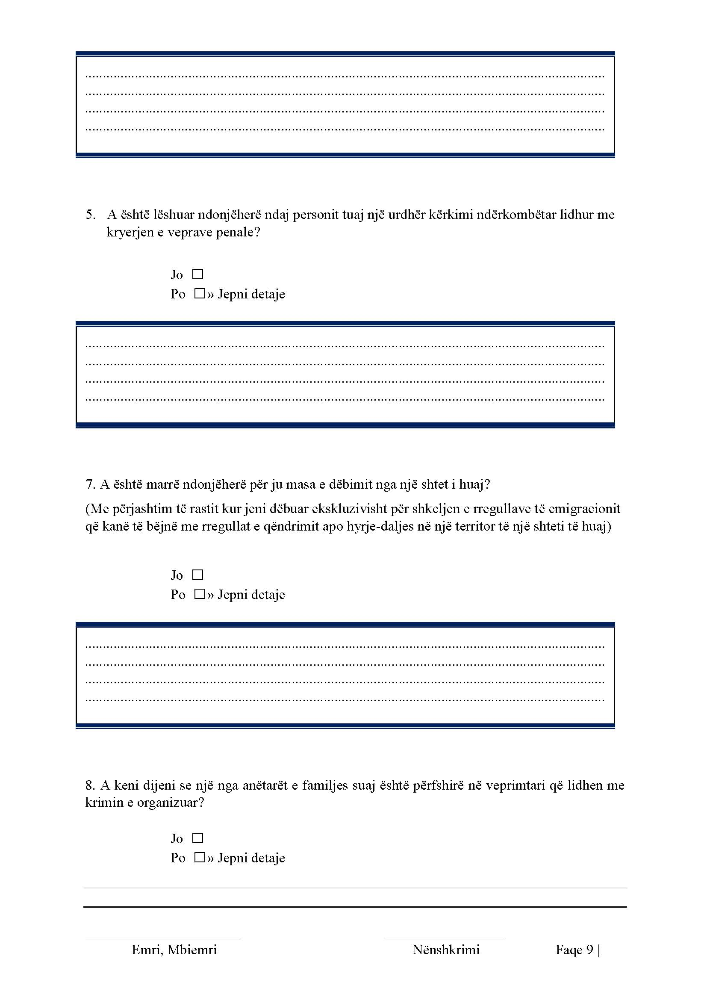 ........................................................................................................................................................
........................................................................................................................................................
........................................................................................................................................................
........................................................................................................................................................
5. A është lëshuar ndonjëherë ndaj personit tuaj një urdhër kërkimi ndërkombëtar lidhur me
kryerjen e veprave penale?
Jo ☐
Po ☐» Jepni detaje
........................................................................................................................................................
........................................................................................................................................................
........................................................................................................................................................
........................................................................................................................................................
7. A është marrë ndonjëherë për ju masa e dëbimit nga një shtet i huaj?
(Me përjashtim të rastit kur jeni dëbuar ekskluzivisht për shkeljen e rregullave të emigracionit
që kanë të bëjnë me rregullat e qëndrimit apo hyrje-daljes në një territor të një shteti të huaj)
Jo ☐
Po ☐» Jepni detaje
........................................................................................................................................................
........................................................................................................................................................
........................................................................................................................................................
........................................................................................................................................................
8. A keni dijeni se një nga anëtarët e familjes suaj është përfshirë në veprimtari që lidhen me
krimin e organizuar?
Jo ☐
Po ☐» Jepni detaje
Emri, Mbiemri Nënshkrimi Faqe 9 |